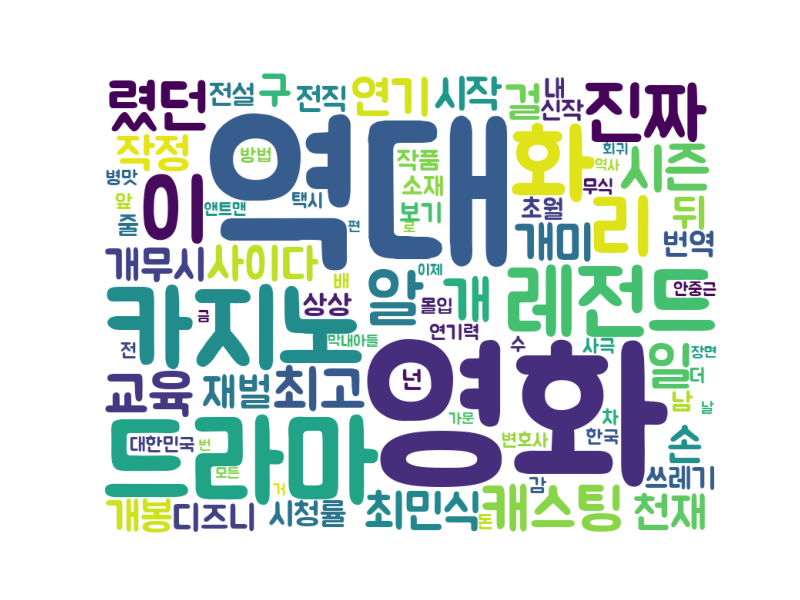 렸던
전설
구
전직
연기
시작
걸
내
신작
진짜
작정
이
역대
방법
택시
앤트맨
작품
소재
보기
화
초월
회귀
역사
무식
시즌
리
뒤
병맛
앞
줄
편
로
개미
번역
개무시
사이다
배
이제
알
개
레전드
안중근
카지노
금
상상
막내아들
몰입
연기력
수
사극
장면
전
교육
재벌
최고
영화
넌
일
더
남
날
드라마
대한민국
번
모든
가문
변호사
차
한국
손
쓰레기
거
감
개봉
디즈니
시청률
최민식
돈
캐스팅
천재